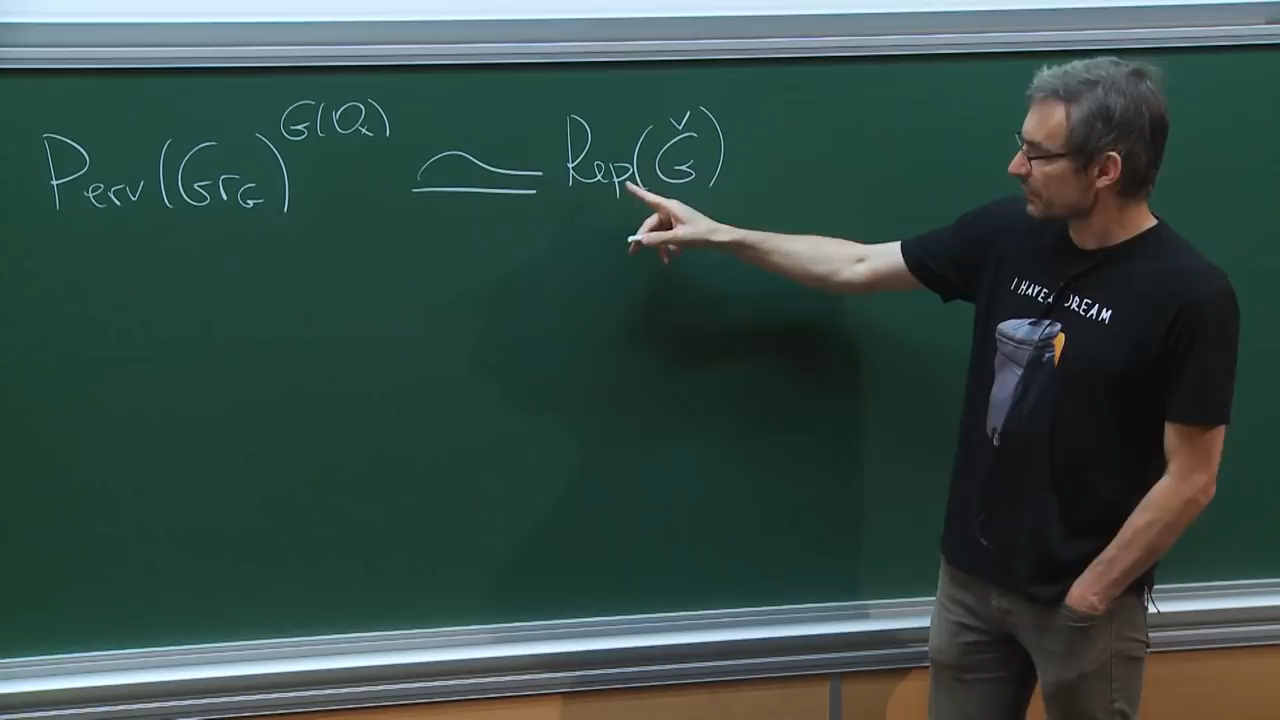 Perv(Gr_G)^{G(O_x)} ≃ Rep(Ǧ)
I HAVE A DREAM